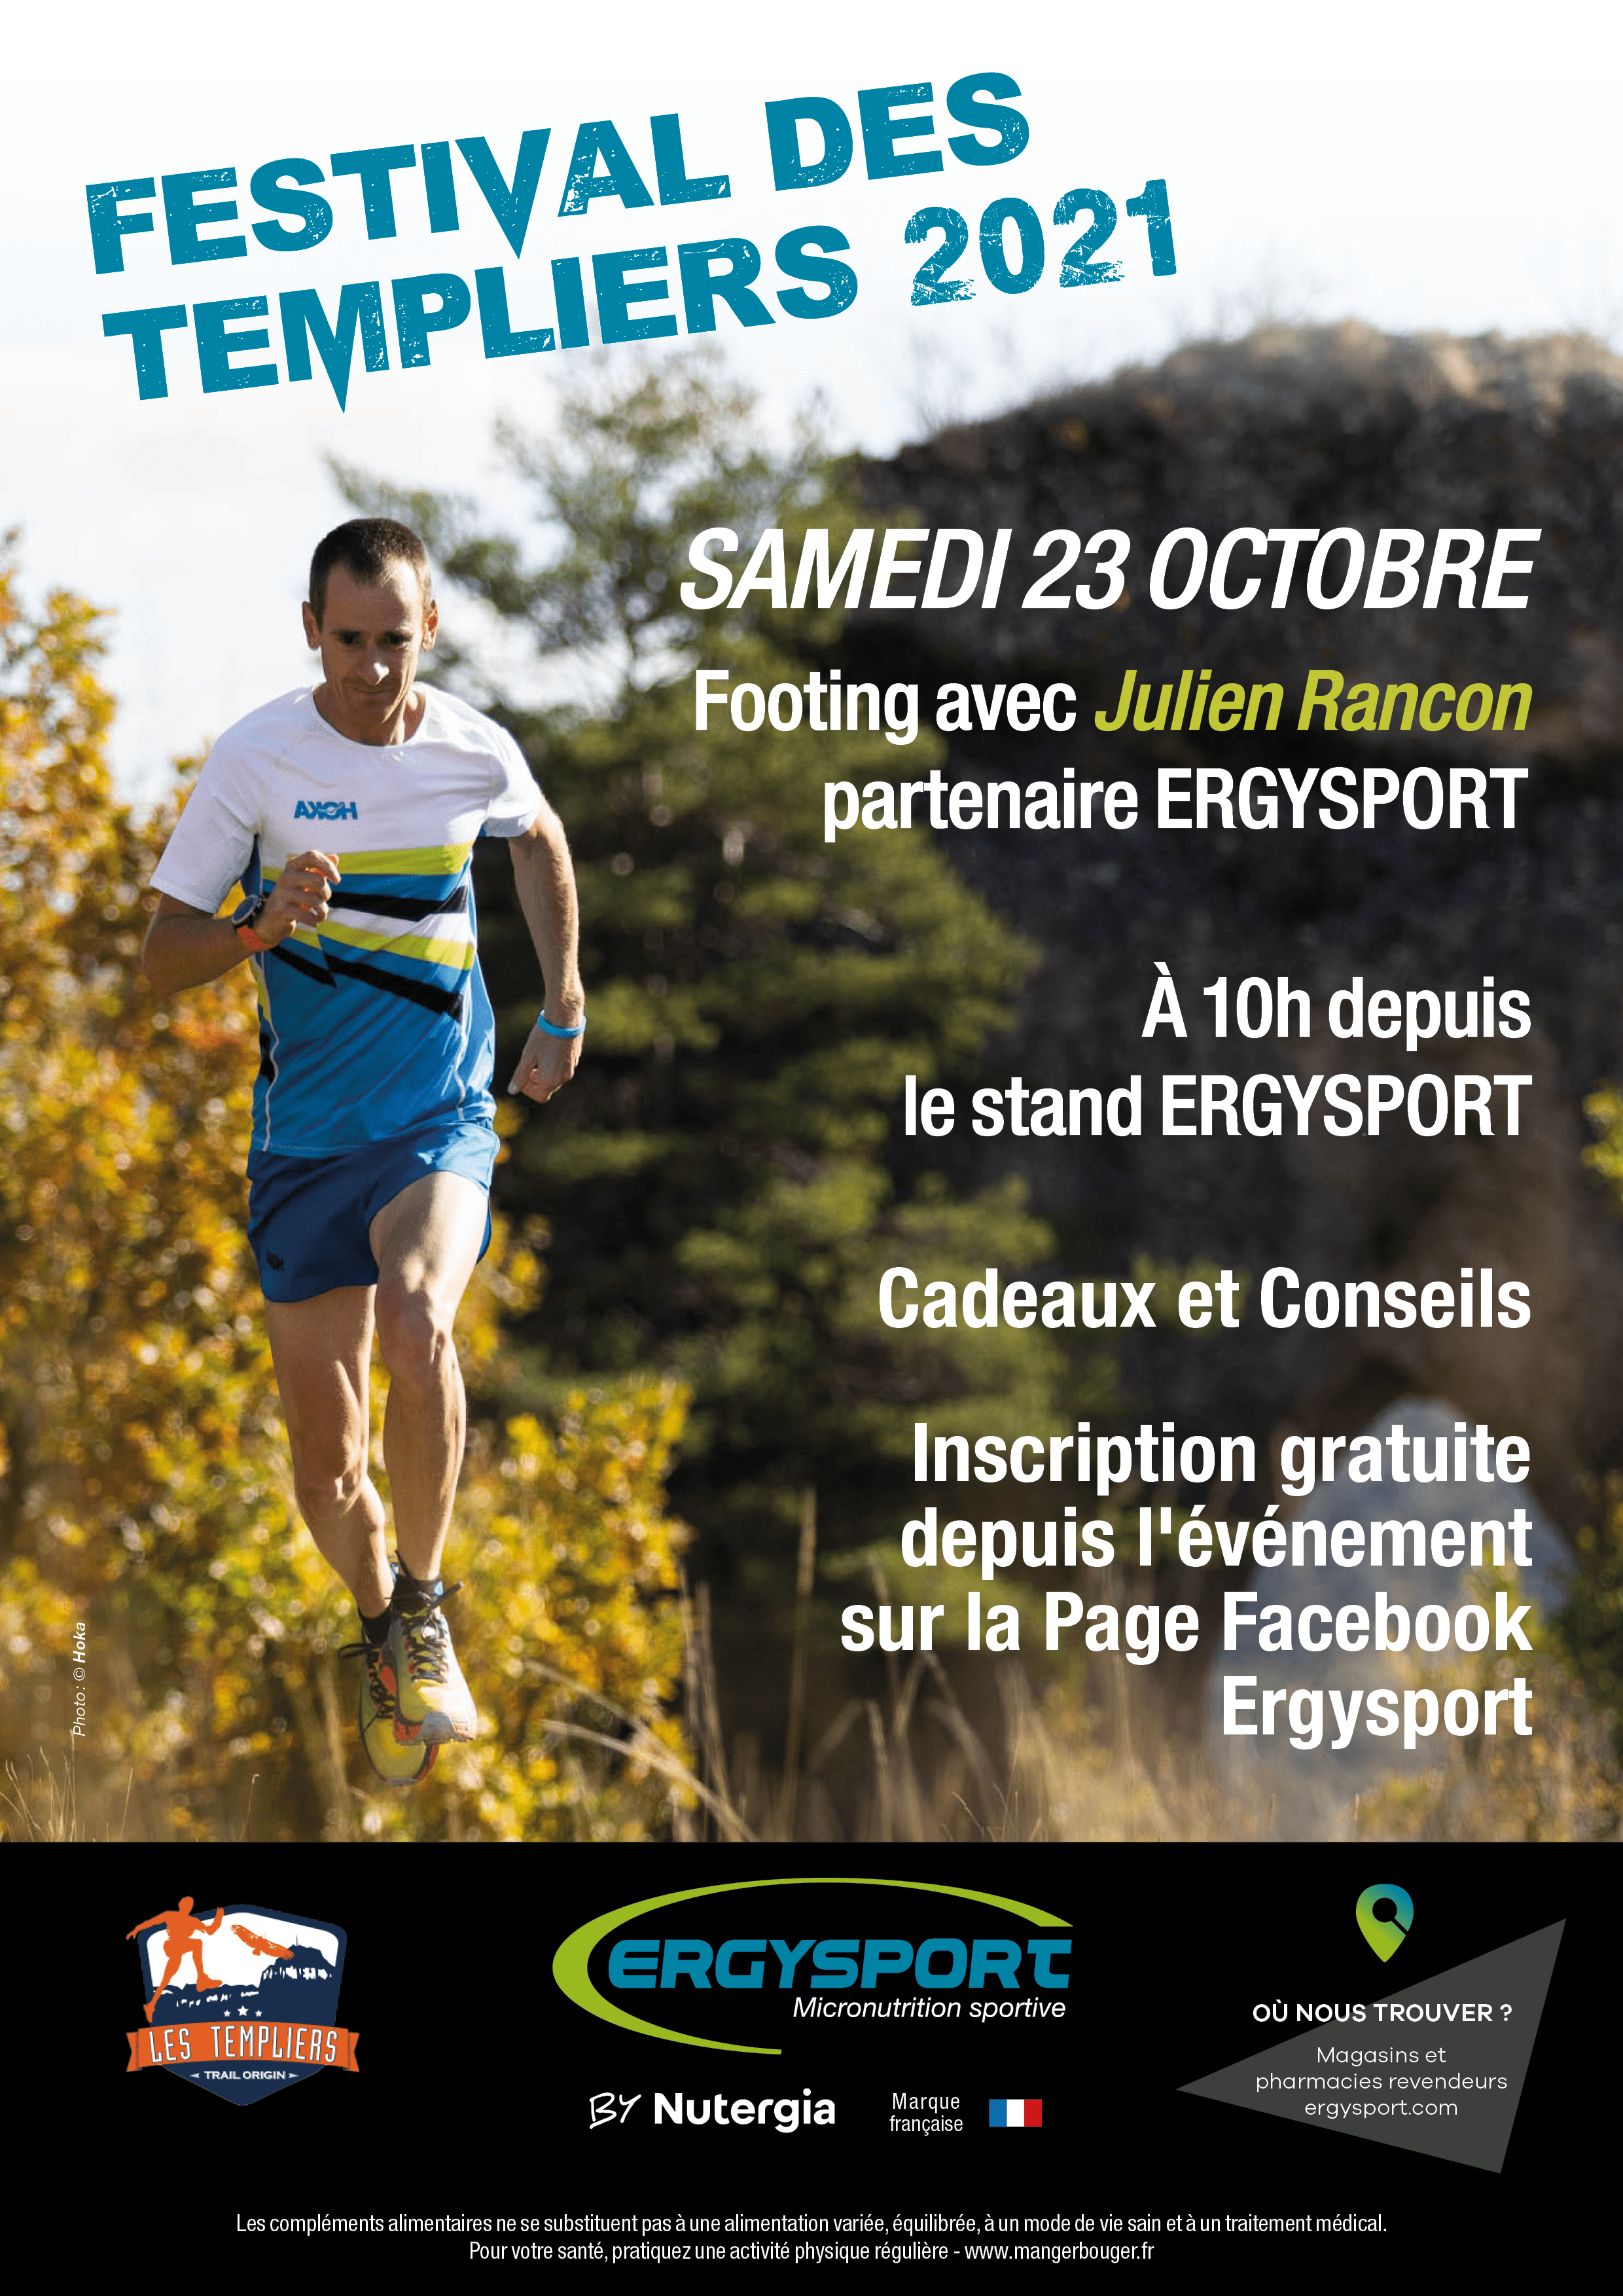 FESTIVAL DES
TEMPLIERS 2021
SAMEDI 23 OCTOBRE
Footing avec Julien Rancon
partenaire ERGYSPORT
À 10h depuis
le stand ERGYSPORT
Cadeaux et Conseils
Inscription gratuite
depuis l'événement
sur la Page Facebook
Ergysport
HOKA
Photo : © Hoka
LES TEMPLIERS
TRAIL ORIGIN
ERGYSPORT
Micronutrition sportive
BY Nutergia
Marque
française
OÙ NOUS TROUVER ?
Magasins et
pharmacies revendeurs
ergysport.com
Les compléments alimentaires ne se substituent pas à une alimentation variée, équilibrée, à un mode de vie sain et à un traitement médical.
Pour votre santé, pratiquez une activité physique régulière - www.mangerbouger.fr